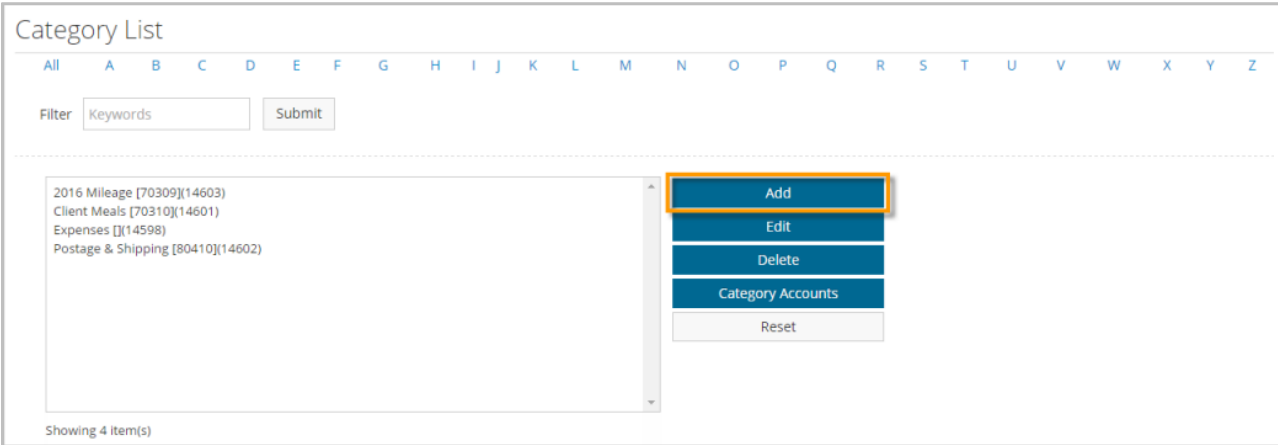 Category List
All A B C D E F G H I J K L M N O P Q R S T U V W X Y Z
Filter Keywords Submit
2016 Mileage [70309](14603)
Client Meals [70310](14601)
Expenses [](14598)
Postage & Shipping [80410](14602)
Add
Edit
Delete
Category Accounts
Reset
Showing 4 item(s)